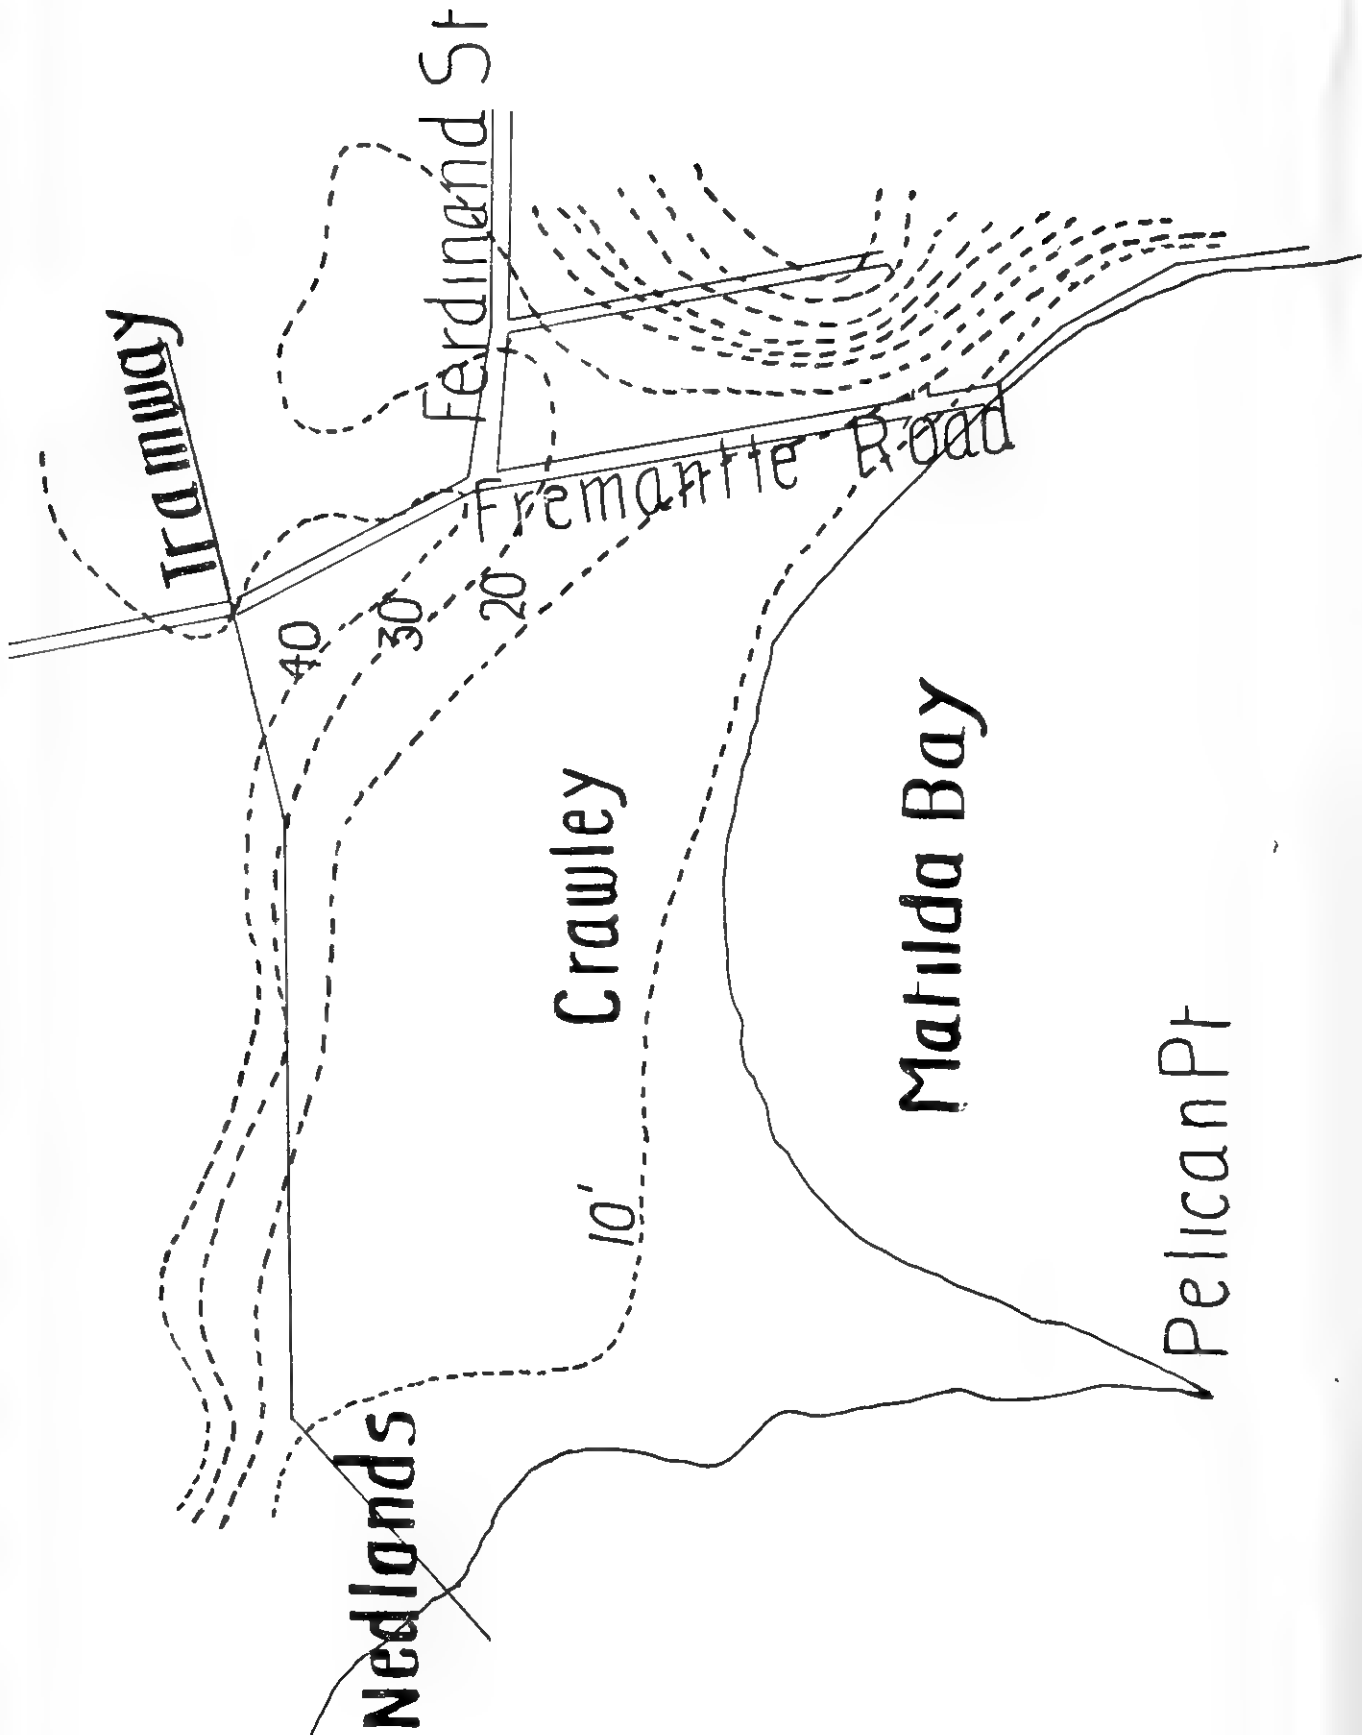 Tramway
Ferdinand St
40
30
20
Fremantle Road
Crawley
10'
Nedlands
Matilda Bay
Pelican Pt